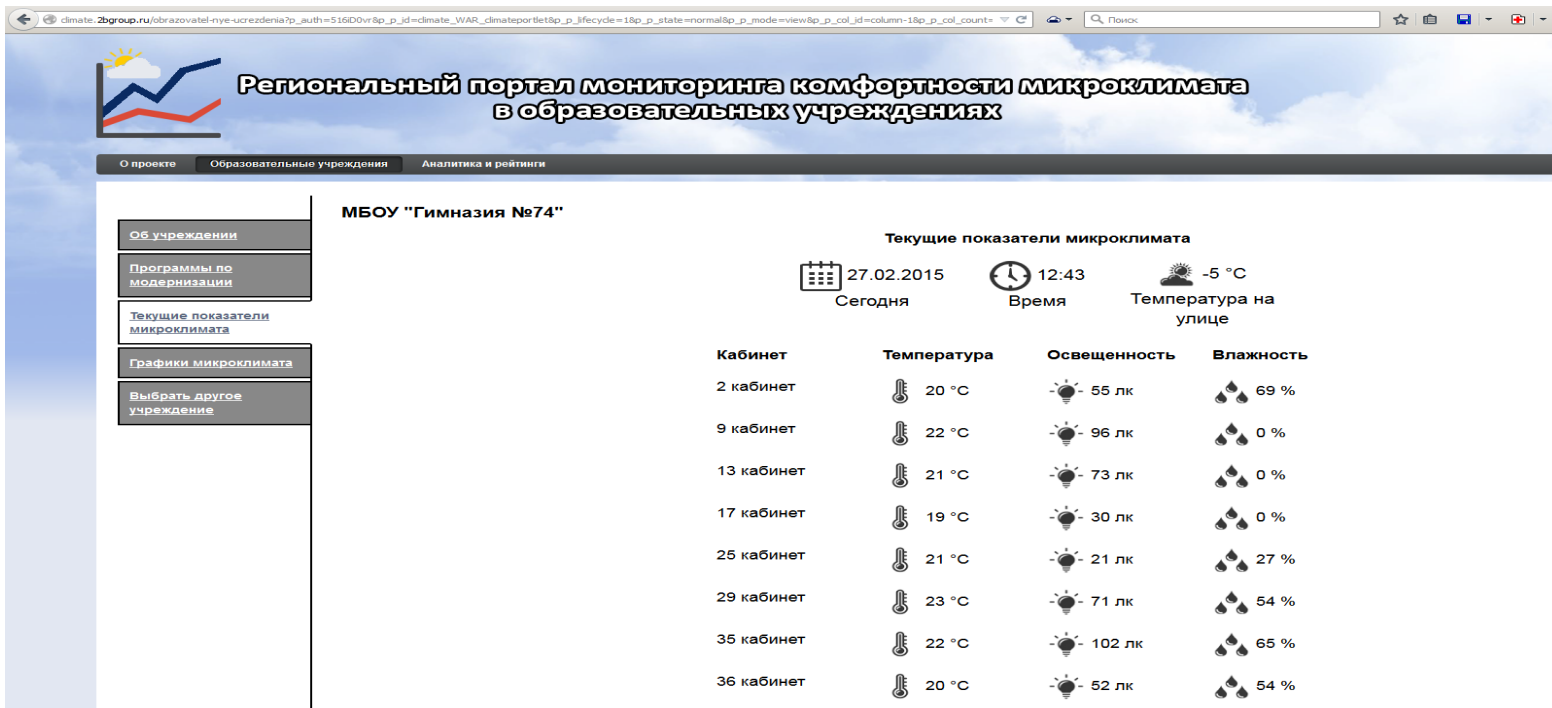 climate.2bgroup.ru/obrazovatel-nye-ucrezdenia?p_auth=516iD0vr&p_p_id=climate_WAR_climateportlet&p_p_lifecycle=1&p_p_state=normal&p_p_mode=view&p_p_col_id=column-1&p_p_col_count= Поиск
Региональный портал мониторинга комфортности микроклимата
в образовательных учреждениях
О проекте Образовательные учреждения Аналитика и рейтинги
МБОУ "Гимназия №74"
Об учреждении
Программы по
модернизации
Текущие показатели
микроклимата
Графики микроклимата
Выбрать другое
учреждение
Текущие показатели микроклимата
27.02.2015 12:43 -5 °C
Сегодня Время Температура на
улице
Кабинет Температура Освещенность Влажность
2 кабинет 20 °C 55 лк 69 %
9 кабинет 22 °C 96 лк 0 %
13 кабинет 21 °C 73 лк 0 %
17 кабинет 19 °C 30 лк 0 %
25 кабинет 21 °C 21 лк 27 %
29 кабинет 23 °C 71 лк 54 %
35 кабинет 22 °C 102 лк 65 %
36 кабинет 20 °C 52 лк 54 %